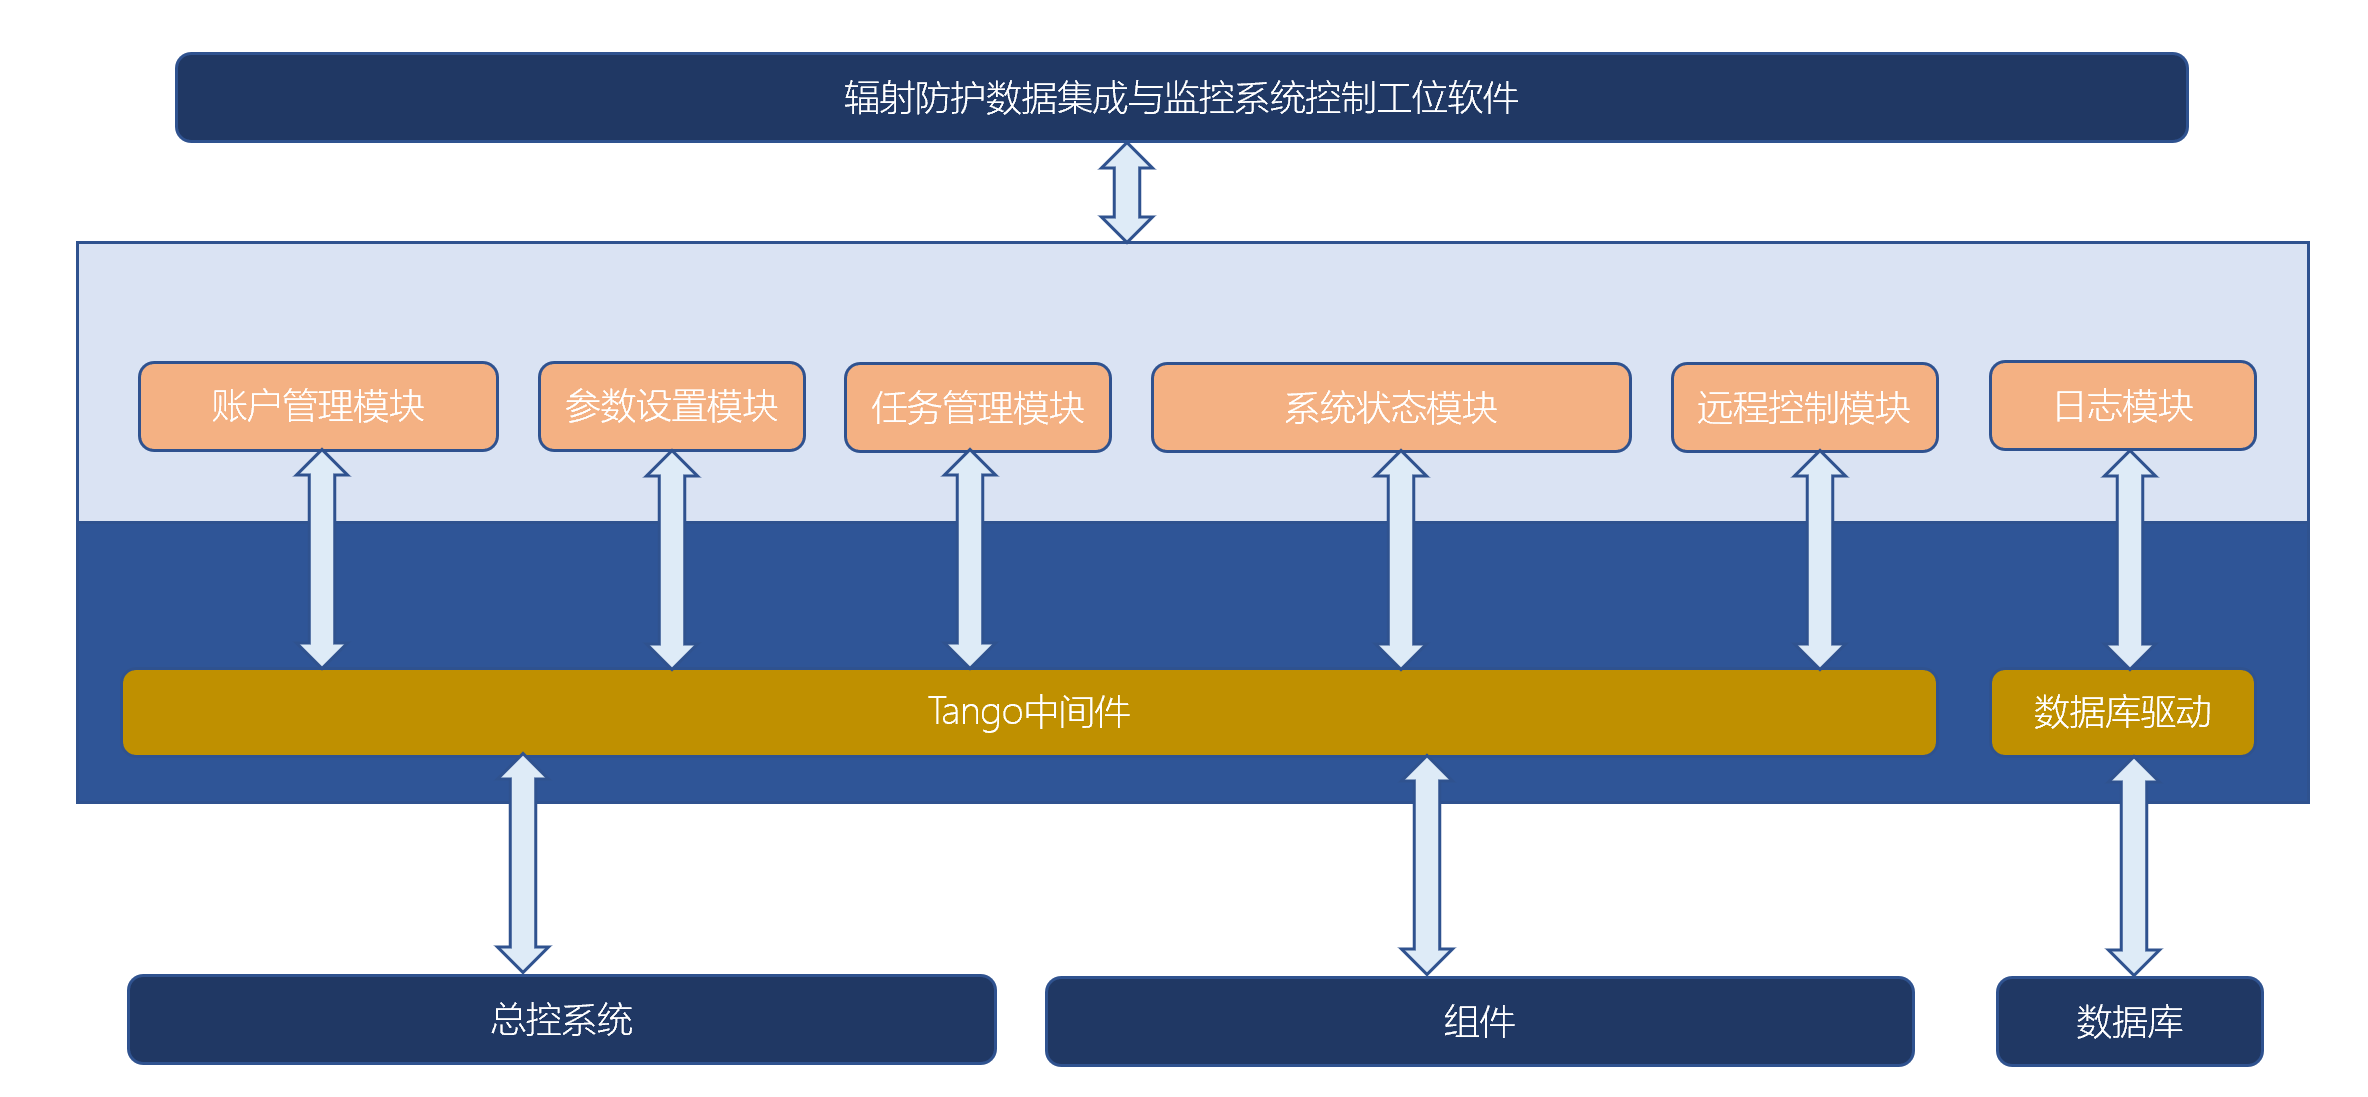 辐射防护数据集成与监控系统控制工位软件
账户管理模块
参数设置模块
任务管理模块
系统状态模块
远程控制模块
日志模块
Tango中间件
数据库驱动
总控系统
组件
数据库